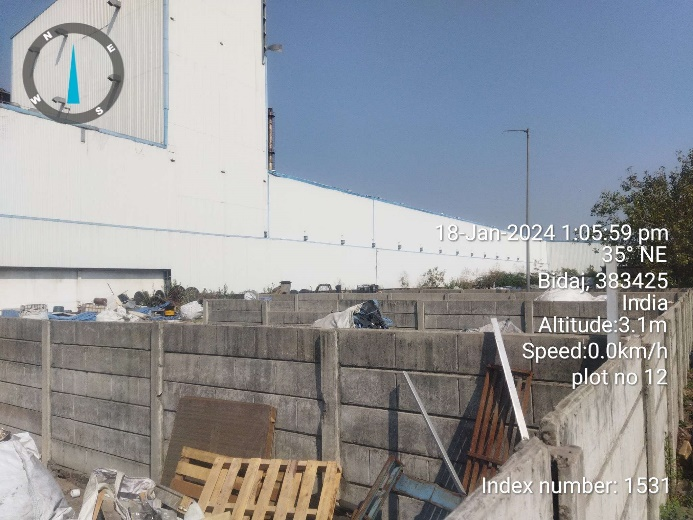 N
E
W
S
18-Jan-2024 1:05:59 pm
35° NE
Bidaj, 383425
India
Altitude:3.1m
Speed:0.0km/h
plot no 12
Index number: 1531